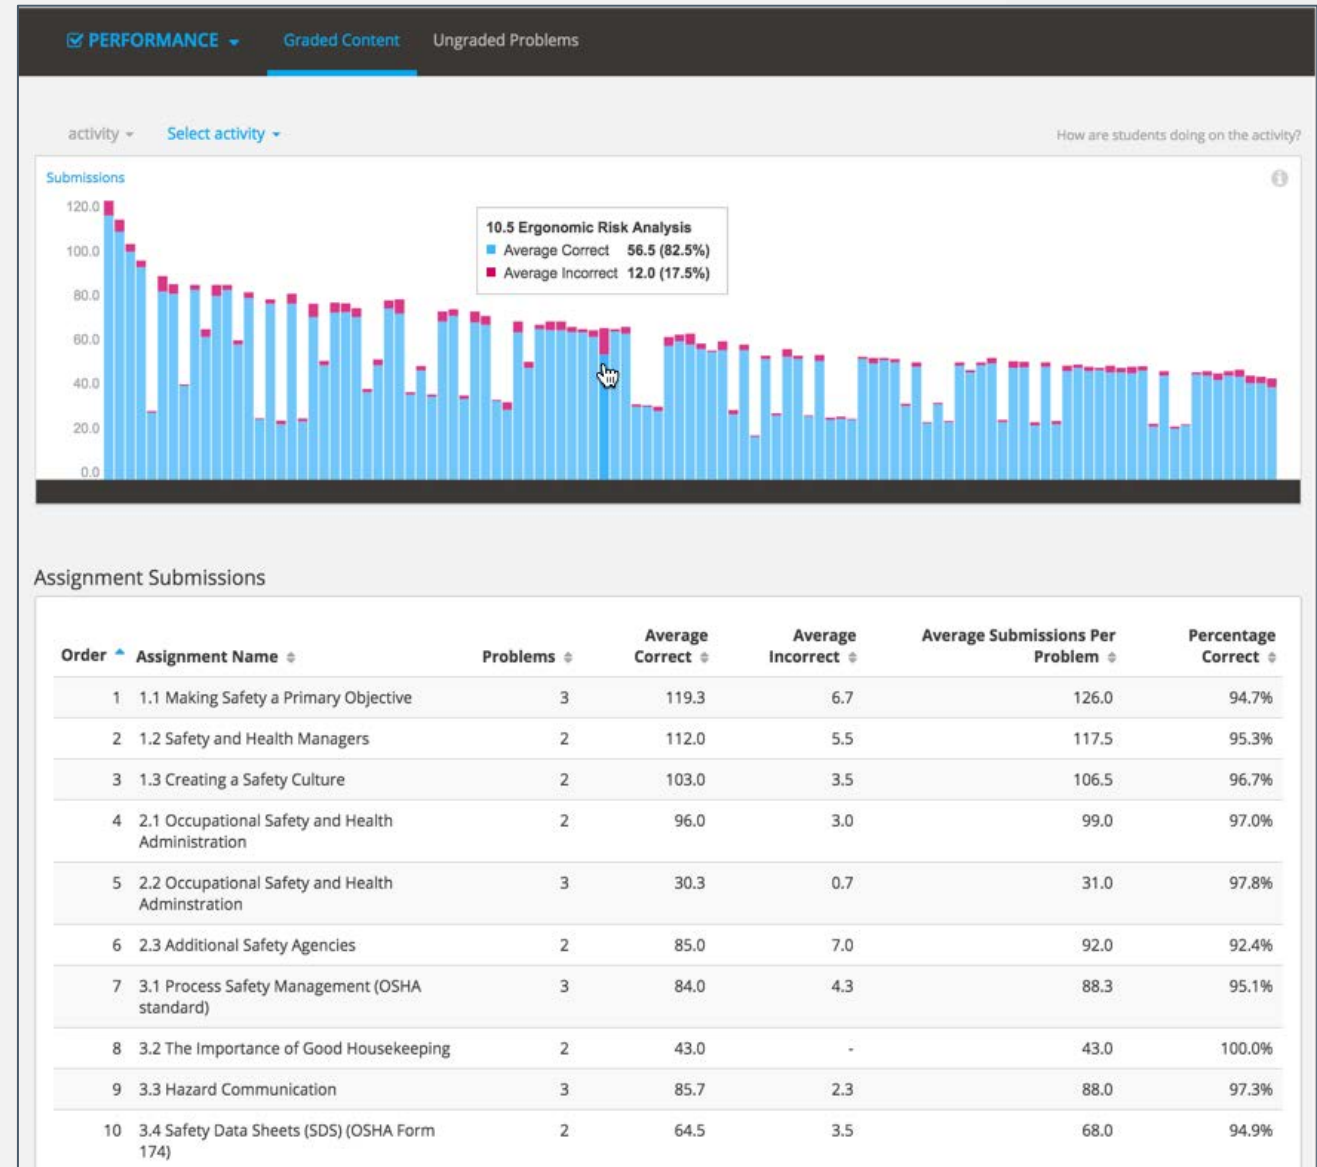 PERFORMANCE Graded Content Ungraded Problems
activity Select activity How are students doing on the activity?
Submissions
120.0
100.0
80.0
60.0
40.0
20.0
0.0
10.5 Ergonomic Risk Analysis
Average Correct 56.5 (82.5%)
Average Incorrect 12.0 (17.5%)
Assignment Submissions
Order Assignment Name Problems Average Correct Average Incorrect Average Submissions Per Problem Percentage Correct
1 1.1 Making Safety a Primary Objective 3 119.3 6.7 126.0 94.7%
2 1.2 Safety and Health Managers 2 112.0 5.5 117.5 95.3%
3 1.3 Creating a Safety Culture 2 103.0 3.5 106.5 96.7%
4 2.1 Occupational Safety and Health 2 96.0 3.0 99.0 97.0%
Administration
5 2.2 Occupational Safety and Health 3 30.3 0.7 31.0 97.8%
Adminstration
6 2.3 Additional Safety Agencies 2 85.0 7.0 92.0 92.4%
7 3.1 Process Safety Management (OSHA 3 84.0 4.3 88.3 95.1%
standard)
8 3.2 The Importance of Good Housekeeping 2 43.0 - 43.0 100.0%
9 3.3 Hazard Communication 3 85.7 2.3 88.0 97.3%
10 3.4 Safety Data Sheets (SDS) (OSHA Form 2 64.5 3.5 68.0 94.9%
174)